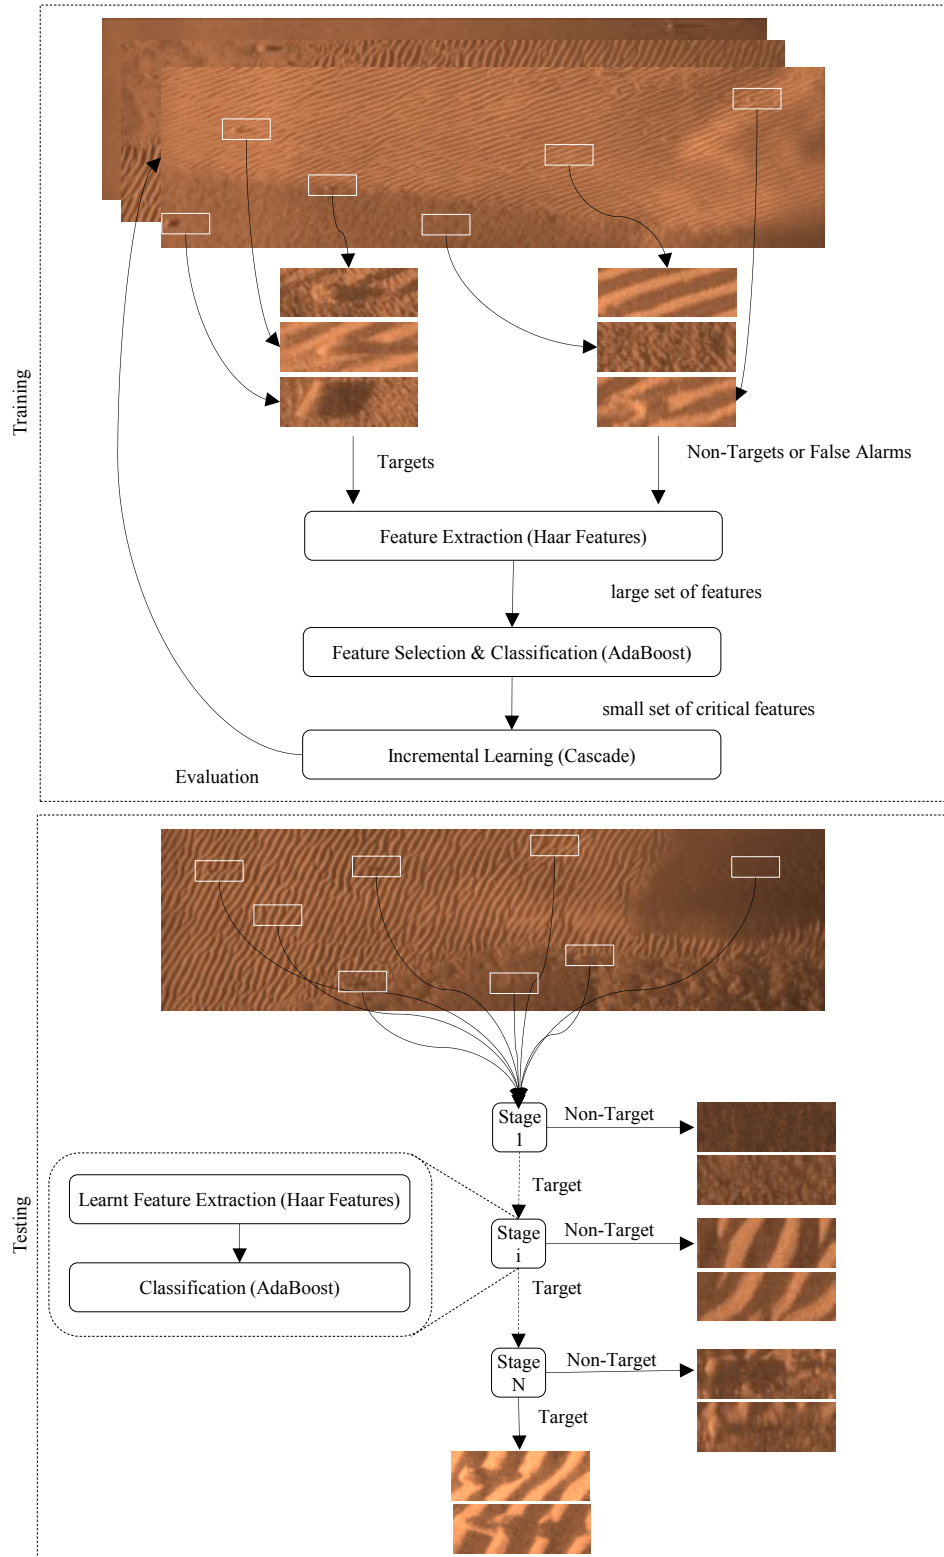 Training
Targets
Non-Targets or False Alarms
Feature Extraction (Haar Features)
large set of features
Feature Selection & Classification (AdaBoost)
small set of critical features
Incremental Learning (Cascade)
Evaluation
Testing
Stage
1
Non-Target
Target
Learnt Feature Extraction (Haar Features)
Classification (AdaBoost)
Stage
i
Non-Target
Target
Stage
N
Non-Target
Target